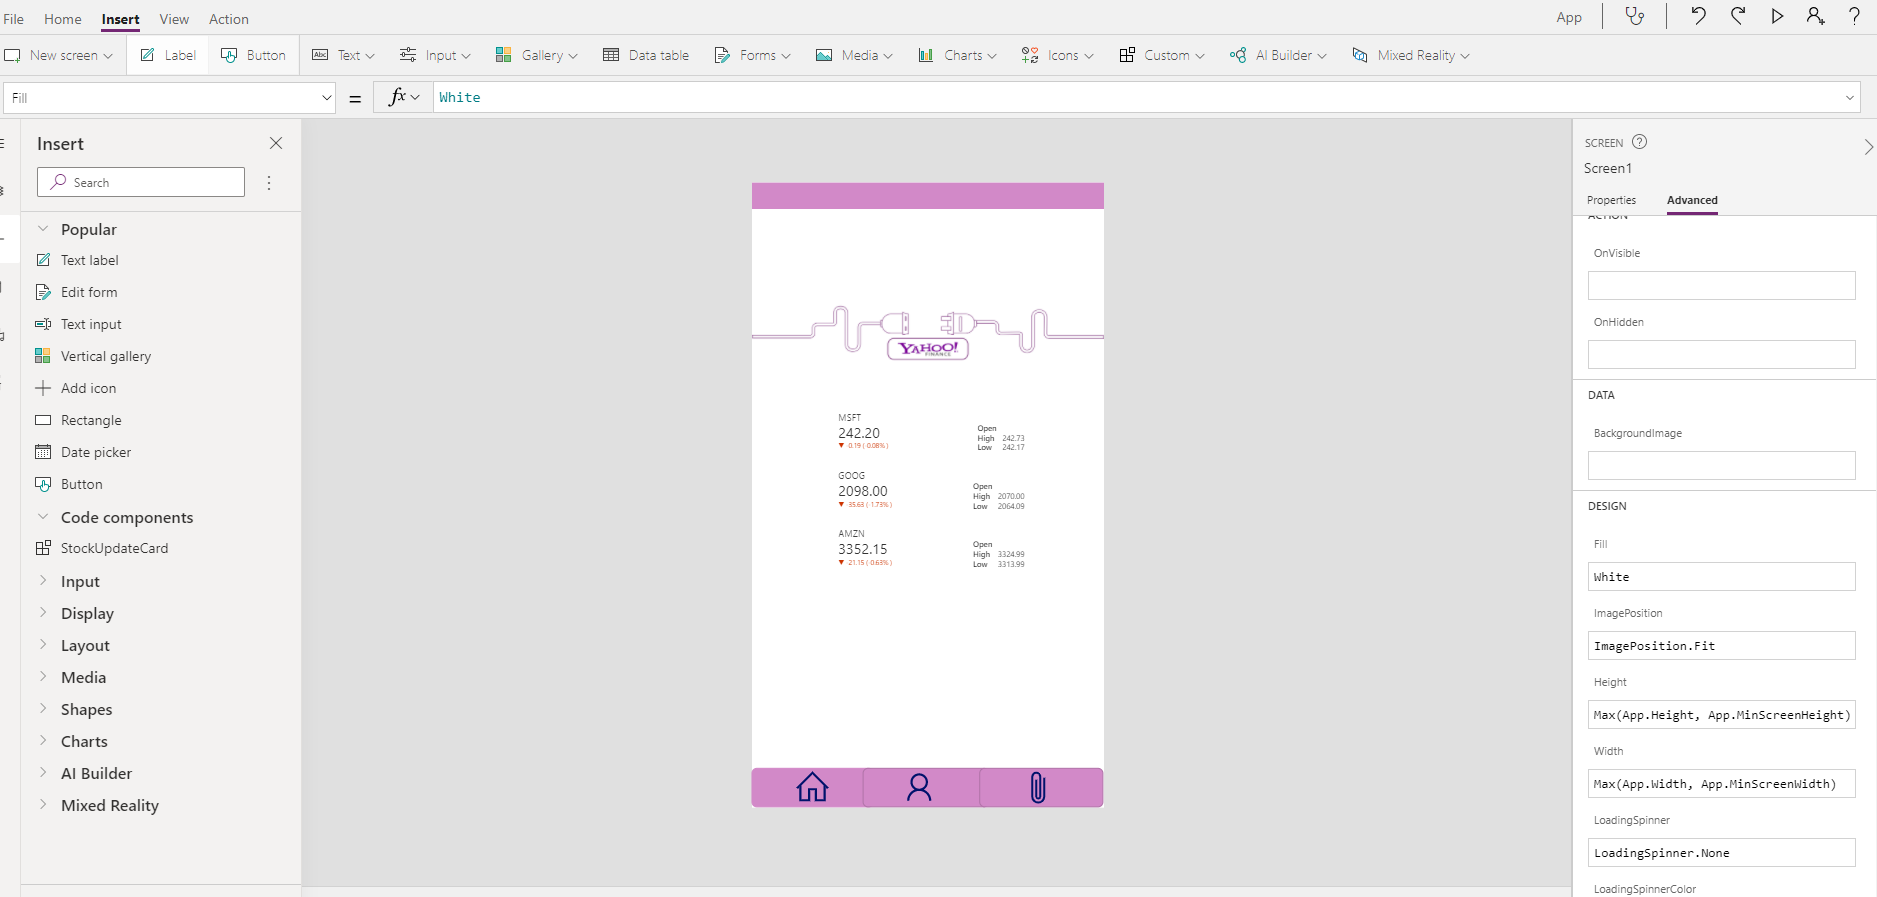 File Home Insert View Action App
New screen Label Button Abc Text Input Gallery Data table Forms Media Charts Icons Custom AI Builder Mixed Reality
Fill = fx White
Insert
Search
Popular
Text label
Edit form
Text input
Vertical gallery
Add icon
Rectangle
Date picker
Button
Code components
StockUpdateCard
Input
Display
Layout
Media
Shapes
Charts
AI Builder
Mixed Reality
YAHOO!
FINANCE
MSFT
242.20
▼ 0.19 ( 0.08% )
Open
High 242.73
Low 242.17
GOOG
2098.00
▼ 35.63 ( 1.73% )
Open
High 2070.00
Low 2064.09
AMZN
3352.15
▼ 21.15 ( 0.63% )
Open
High 3324.99
Low 3313.99
SCREEN ?
Screen1
Properties Advanced
ACTION
OnVisible
OnHidden
DATA
BackgroundImage
DESIGN
Fill
White
ImagePosition
ImagePosition.Fit
Height
Max(App.Height, App.MinScreenHeight)
Width
Max(App.Width, App.MinScreenWidth)
LoadingSpinner
LoadingSpinner.None
LoadingSpinnerColor